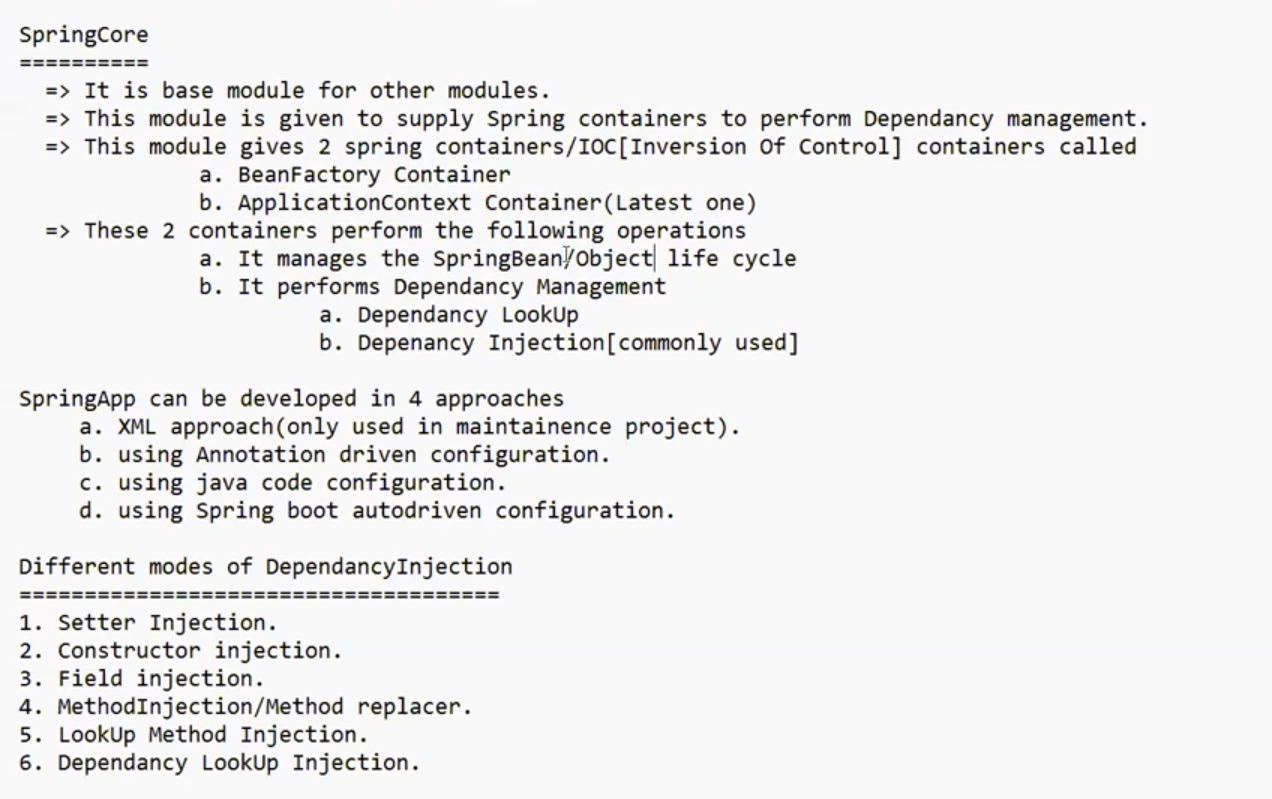 SpringCore
==========
=> It is base module for other modules.
=> This module is given to supply Spring containers to perform Dependancy management.
=> This module gives 2 spring containers/IOC[Inversion Of Control] containers called
a. BeanFactory Container
b. ApplicationContext Container(Latest one)
=> These 2 containers perform the following operations
a. It manages the SpringBean/Object life cycle
b. It performs Dependancy Management
a. Dependancy LookUp
b. Depenancy Injection[commonly used]
SpringApp can be developed in 4 approaches
a. XML approach(only used in maintainence project).
b. using Annotation driven configuration.
c. using java code configuration.
d. using Spring boot autodriven configuration.
Different modes of DependancyInjection
=====================================
1. Setter Injection.
2. Constructor injection.
3. Field injection.
4. MethodInjection/Method replacer.
5. LookUp Method Injection.
6. Dependancy LookUp Injection.